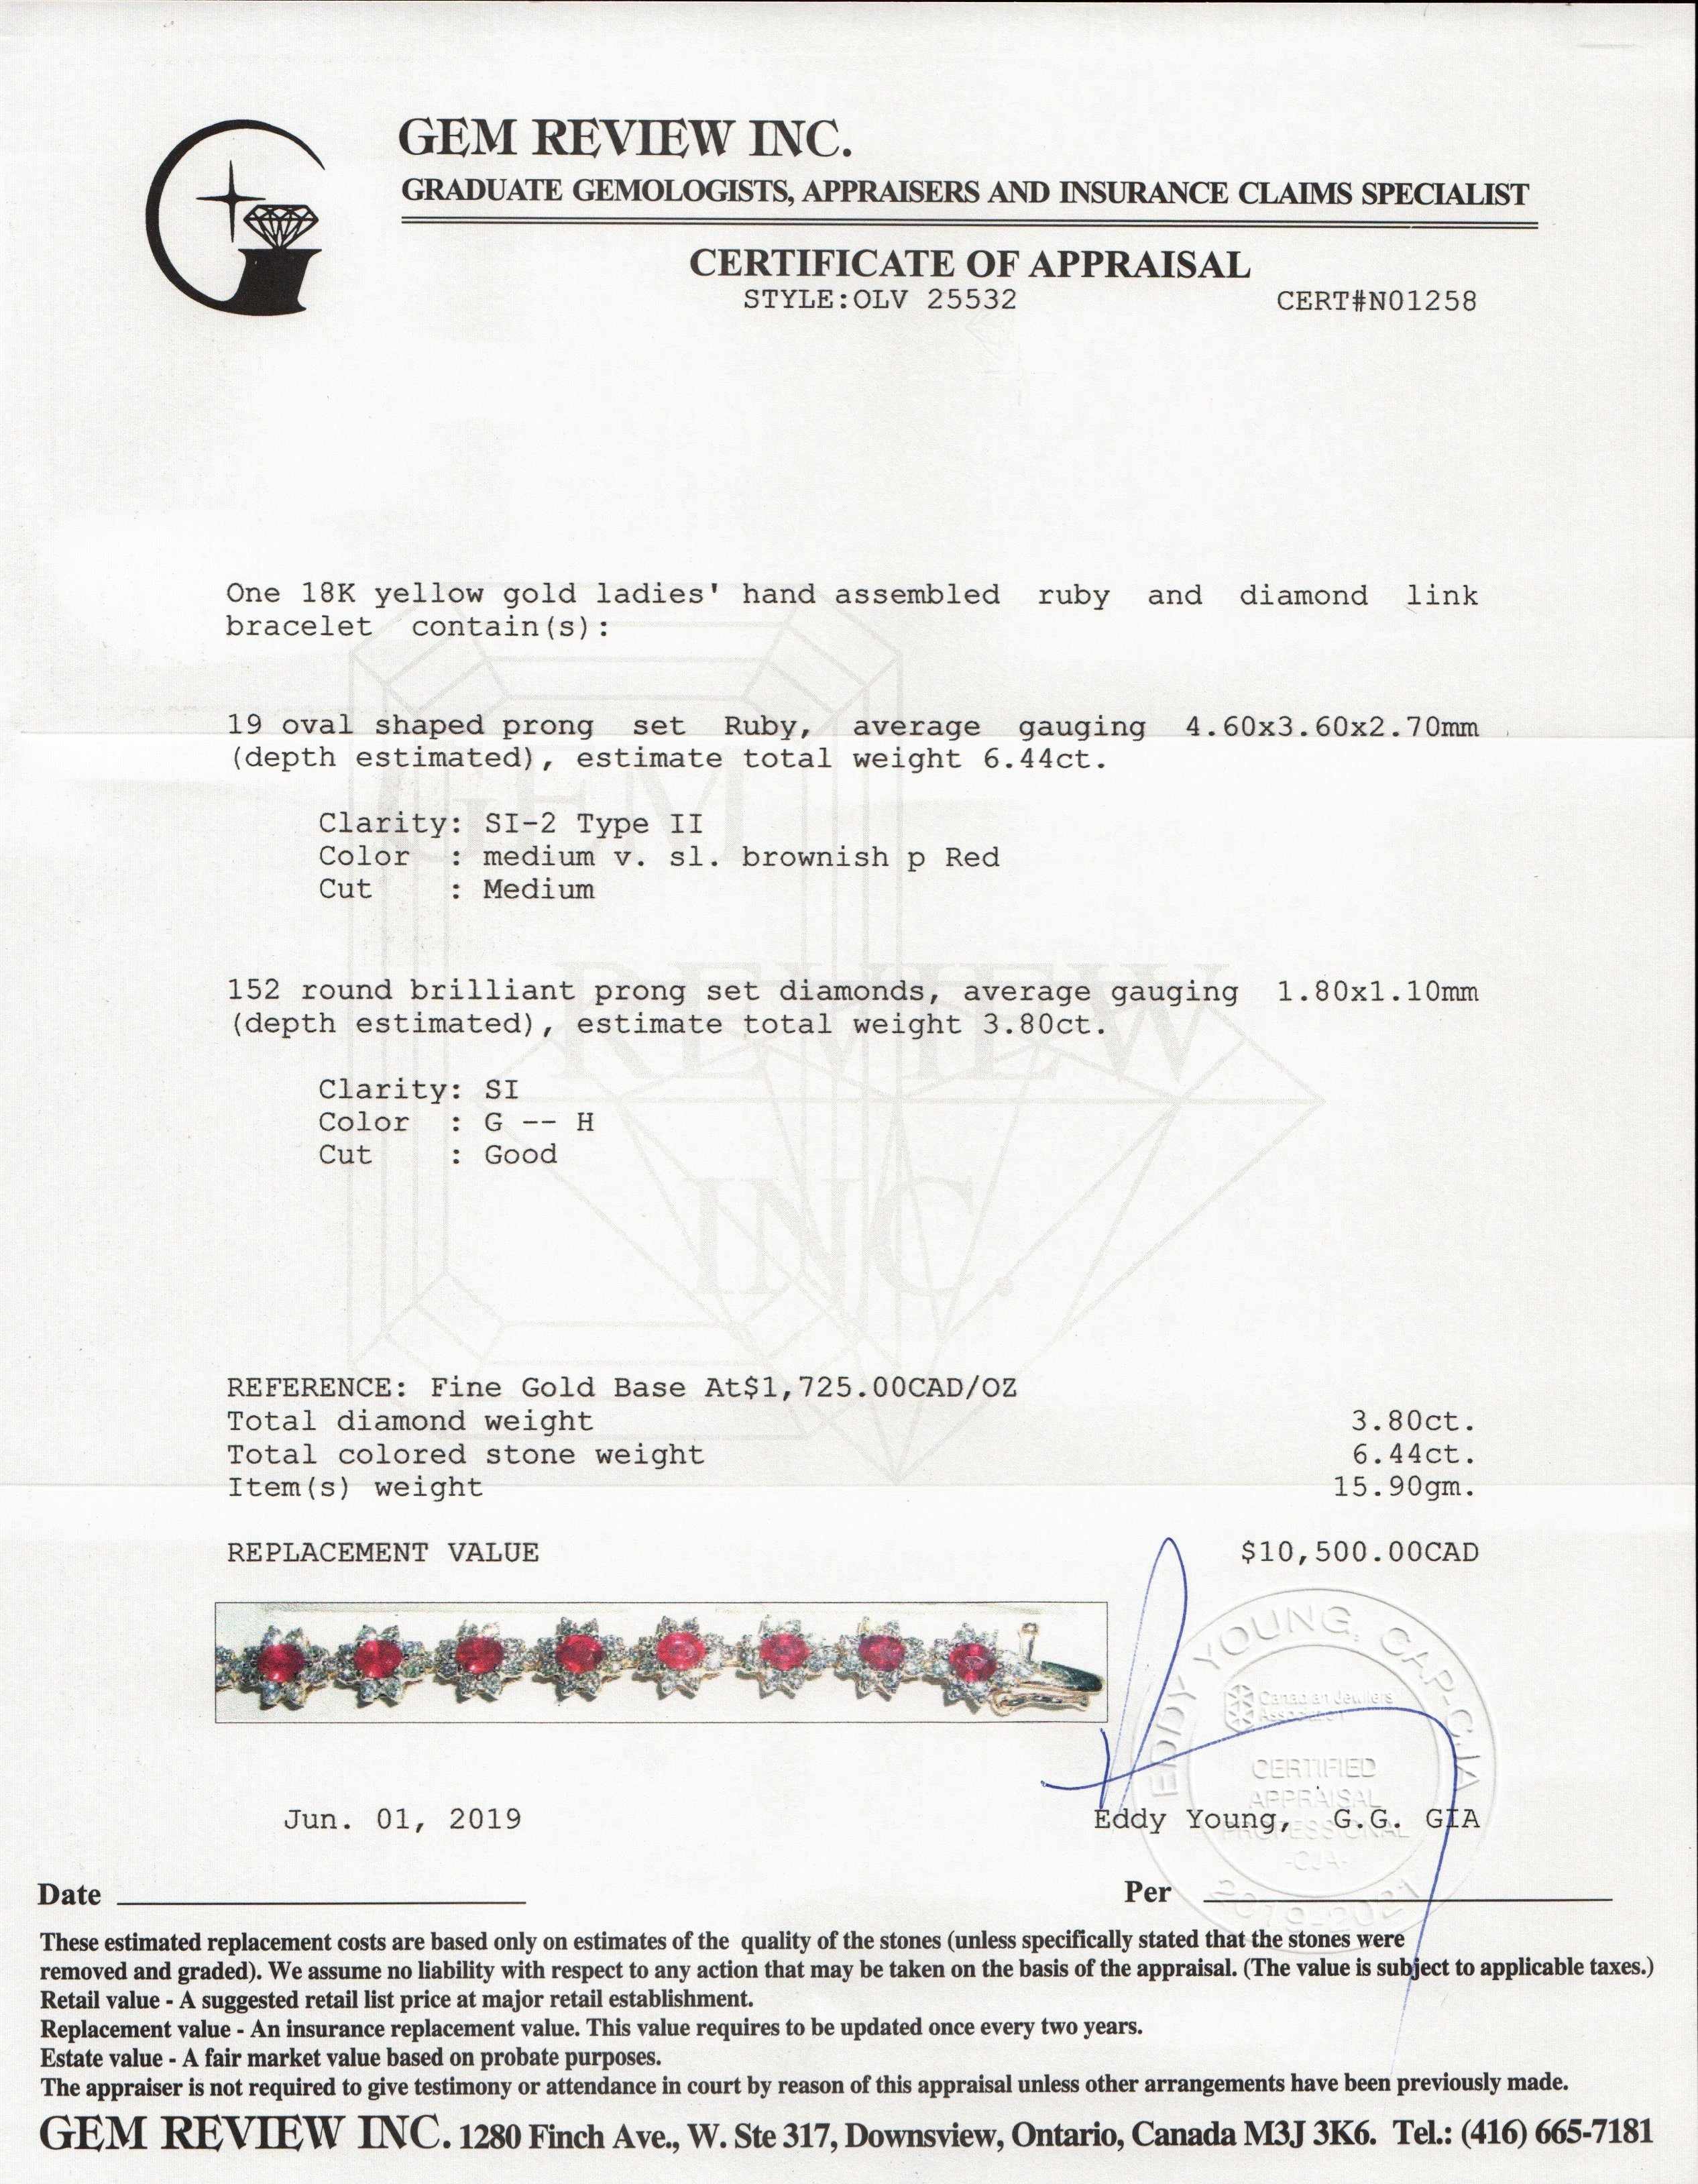 GEM REVIEW INC.
GRADUATE GEMOLOGISTS, APPRAISERS AND INSURANCE CLAIMS SPECIALIST
CERTIFICATE OF APPRAISAL
STYLE:OLV 25532 CERT#N01258
One 18K yellow gold ladies' hand assembled ruby and diamond link
bracelet contain(s):
19 oval shaped prong set Ruby, average gauging 4.60x3.60x2.70mm
(depth estimated), estimate total weight 6.44ct.
Clarity: SI-2 Type II
Color : medium v. sl. brownish p Red
Cut : Medium
152 round brilliant prong set diamonds, average gauging 1.80x1.10mm
(depth estimated), estimate total weight 3.80ct.
Clarity: SI
Color : G -- H
Cut : Good
GEM
REVIEW
INC.
REFERENCE: Fine Gold Base At$1,725.00CAD/OZ
Total diamond weight 3.80ct.
Total colored stone weight 6.44ct.
Item(s) weight 15.90gm.
REPLACEMENT VALUE $10,500.00CAD
EDDY YOUNG, CAP-CJA
Canadian Jewellers
Association
CERTIFIED
APPRAISAL
PROFESSIONAL
-CJA-
2019-2021
Jun. 01, 2019 Eddy Young, G.G. GIA
Date Per
These estimated replacement costs are based only on estimates of the quality of the stones (unless specifically stated that the stones were
removed and graded). We assume no liability with respect to any action that may be taken on the basis of the appraisal. (The value is subject to applicable taxes.)
Retail value - A suggested retail list price at major retail establishment.
Replacement value - An insurance replacement value. This value requires to be updated once every two years.
Estate value - A fair market value based on probate purposes.
The appraiser is not required to give testimony or attendance in court by reason of this appraisal unless other arrangements have been previously made.
GEM REVIEW INC. 1280 Finch Ave., W. Ste 317, Downsview, Ontario, Canada M3J 3K6. Tel.: (416) 665-7181